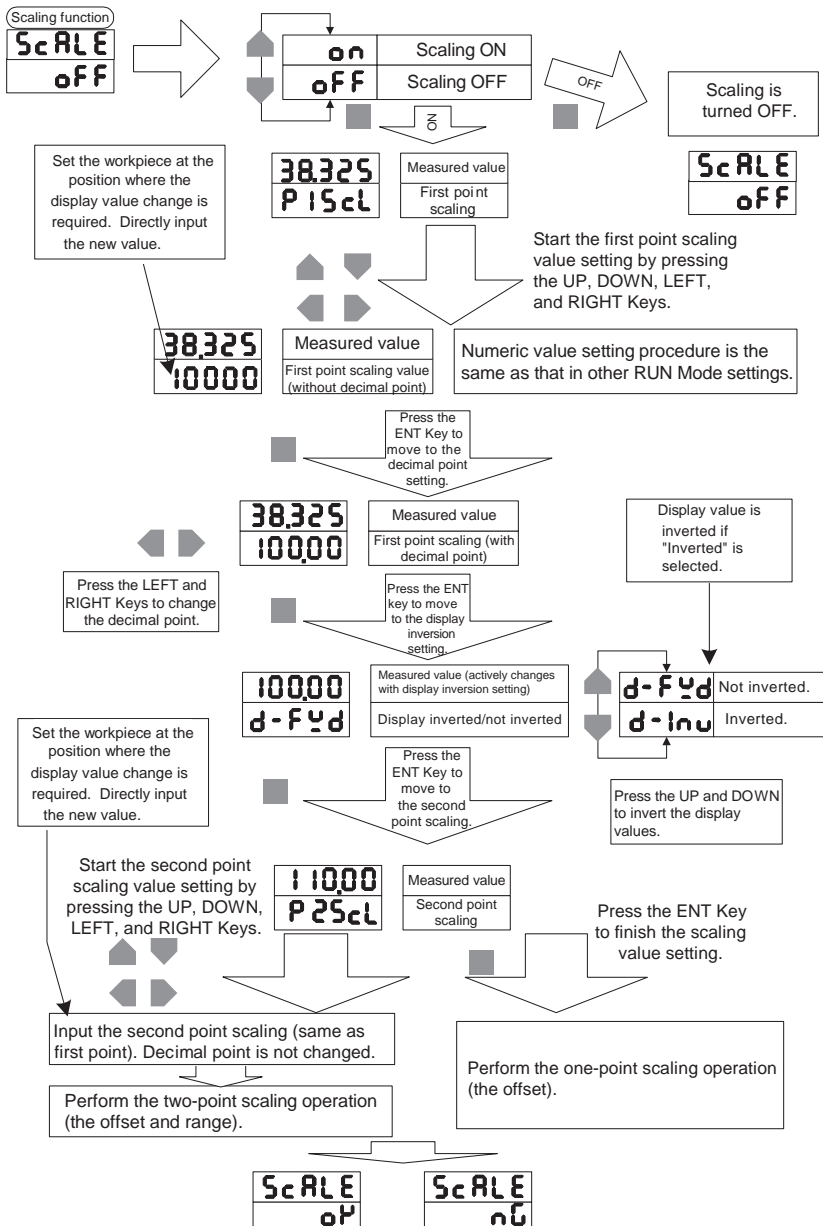 Scaling function
ScALE
oFF
on
Scaling ON
oFF
Scaling OFF
OFF
Scaling is
turned OFF.
ScALE
oFF
ON
Set the workpiece at the
position where the
display value change is
required. Directly input
the new value.
38.325
Measured value
P1ScL
First point
scaling
Start the first point scaling
value setting by pressing
the UP, DOWN, LEFT,
and RIGHT Keys.
38.325
Measured value
10000
First point scaling value
(without decimal point)
Numeric value setting procedure is the
same as that in other RUN Mode settings.
Press the
ENT Key to
move to the
decimal point
setting.
38.325
Measured value
100.00
First point scaling (with
decimal point)
Press the LEFT and
RIGHT Keys to change
the decimal point.
Press the ENT
key to move
to the display
inversion
setting.
Display value is
inverted if
"Inverted" is
selected.
100.00
Measured value (actively changes
with display inversion setting)
d-Fwd
Display inverted/not inverted
d-Fwd
Not inverted.
d-Inv
Inverted.
Press the UP and DOWN
to invert the display
values.
Set the workpiece at the
position where the
display value change is
required. Directly input
the new value.
Press the
ENT Key to
move to
the second
point scaling.
Start the second point
scaling value setting by
pressing the UP, DOWN,
LEFT, and RIGHT Keys.
110.00
Measured value
P2ScL
Second point
scaling
Press the ENT Key
to finish the scaling
value setting.
Input the second point scaling (same as
first point). Decimal point is not changed.
Perform the two-point scaling operation
(the offset and range).
Perform the one-point scaling operation
(the offset).
ScALE
oK
ScALE
nG